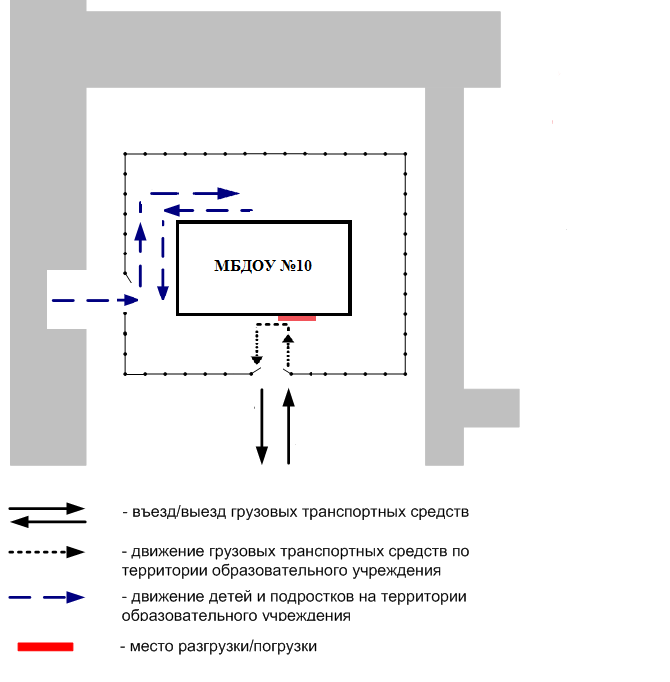 МБДОУ №10
- въезд/выезд грузовых транспортных средств
- движение грузовых транспортных средств по
территории образовательного учреждения
- движение детей и подростков на территории
образовательного учреждения
- место разгрузки/погрузки